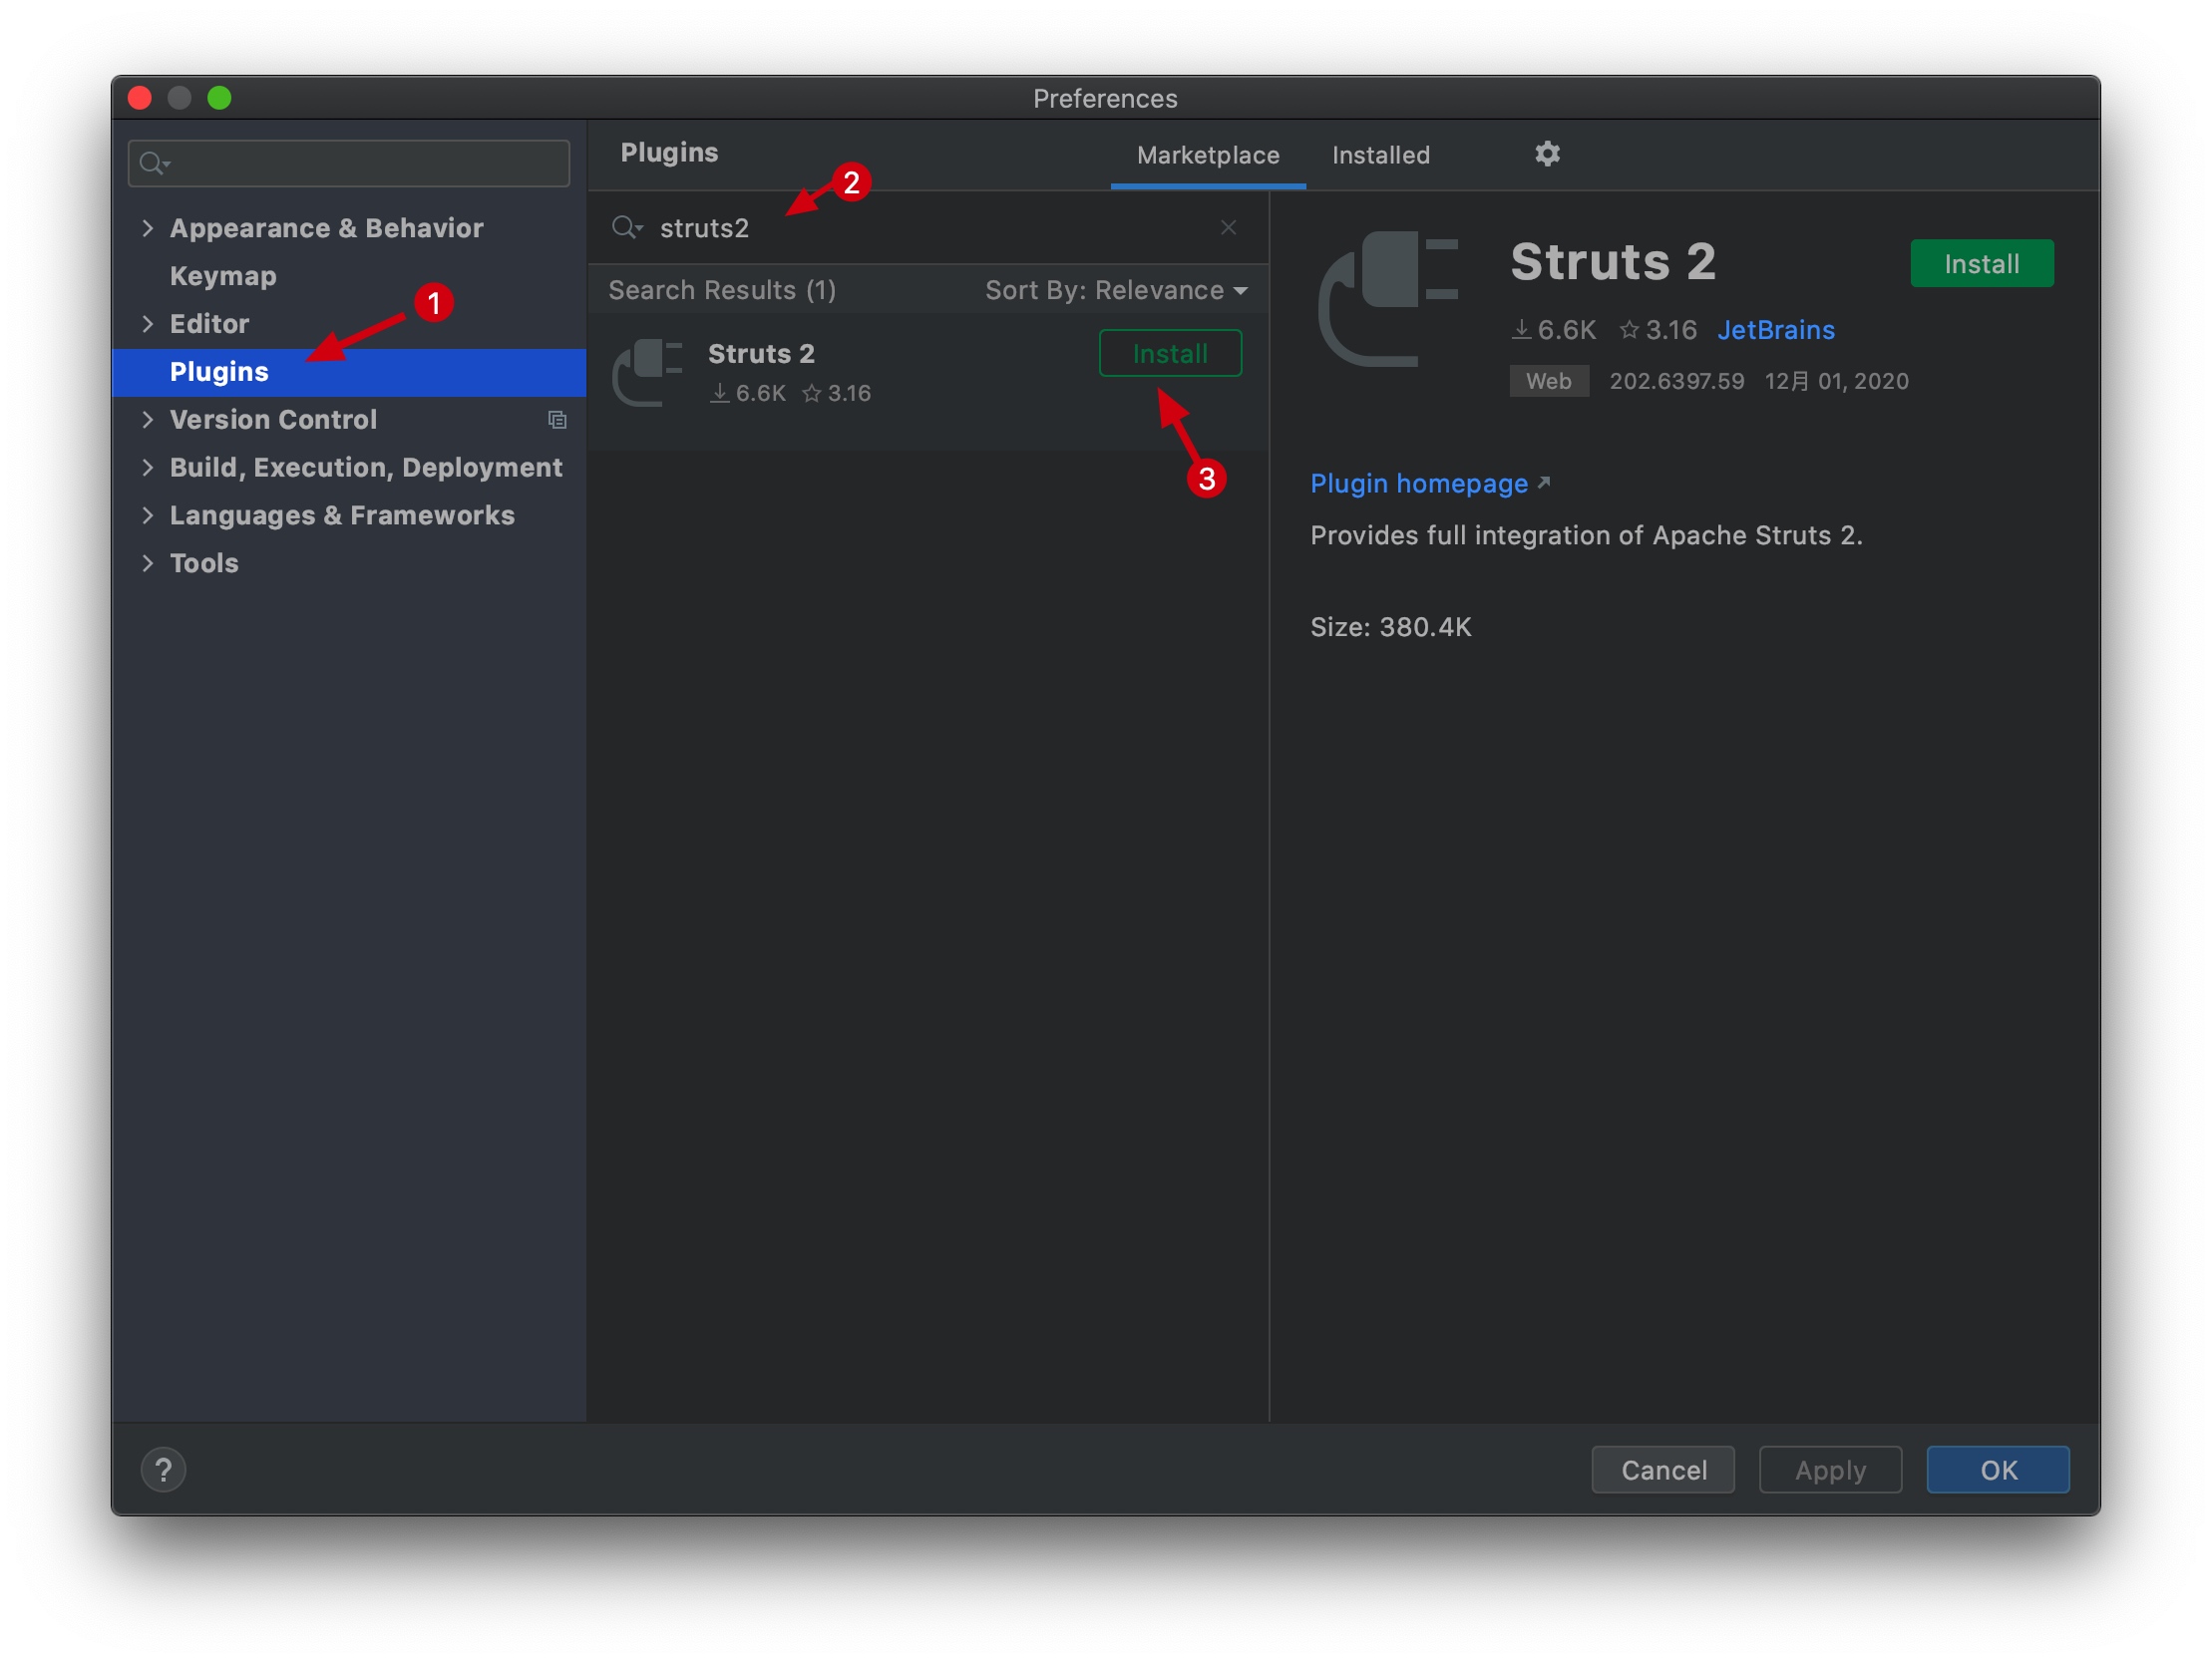 Preferences
Plugins
Marketplace
Installed
2
struts2
Appearance & Behavior
Keymap
1
Editor
Plugins
Version Control
Build, Execution, Deployment
Languages & Frameworks
Tools
Search Results (1)
Sort By: Relevance
Struts 2
Install
6.6K
3.16
3
Struts 2
Install
6.6K
3.16
JetBrains
Web
202.6397.59
12月 01, 2020
Plugin homepage
Provides full integration of Apache Struts 2.
Size: 380.4K
?
Cancel
Apply
OK